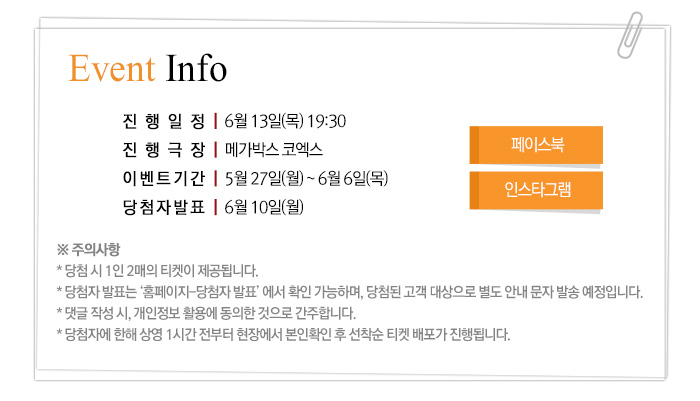 Event Info
진 행 일 정 | 6월 13일(목) 19:30
진 행 극 장 | 메가박스 코엑스
이벤트기간 | 5월 27일(월) ~ 6월 6일(목)
당첨자발표 | 6월 10일(월)
페이스북
인스타그램
※ 주의사항
* 당첨 시 1인 2매의 티켓이 제공됩니다.
* 당첨자 발표는 ‘홈페이지-당첨자 발표’ 에서 확인 가능하며, 당첨된 고객 대상으로 별도 안내 문자 발송 예정입니다.
* 댓글 작성 시, 개인정보 활용에 동의한 것으로 간주합니다.
* 당첨자에 한해 상영 1시간 전부터 현장에서 본인확인 후 선착순 티켓 배포가 진행됩니다.